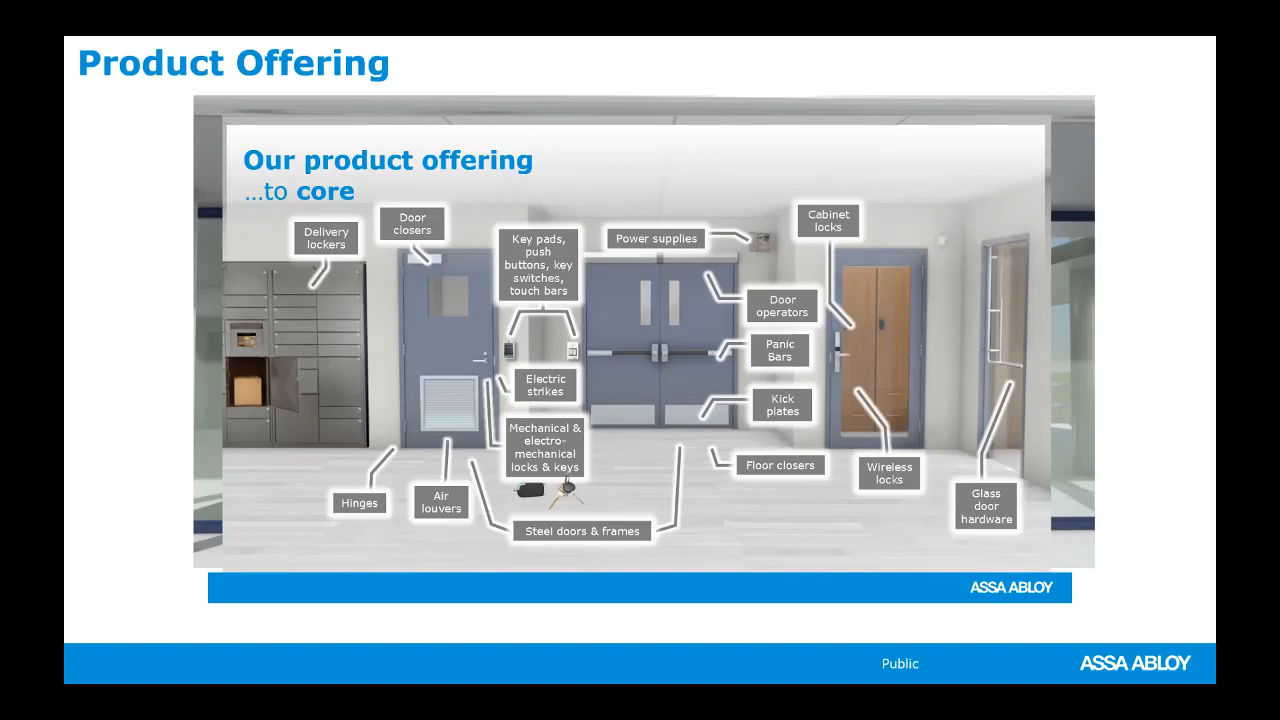 Product Offering
Our product offering
...to core
Delivery
lockers
Door
closers
Key pads,
push
buttons, key
switches,
touch bars
Power supplies
Cabinet
locks
Door
operators
Panic
Bars
Electric
strikes
Kick
plates
Mechanical &
electro-
mechanical
locks & keys
Floor closers
Wireless
locks
Hinges
Air
louvers
Glass
door
hardware
Steel doors & frames
ASSA ABLOY
Public
ASSA ABLOY